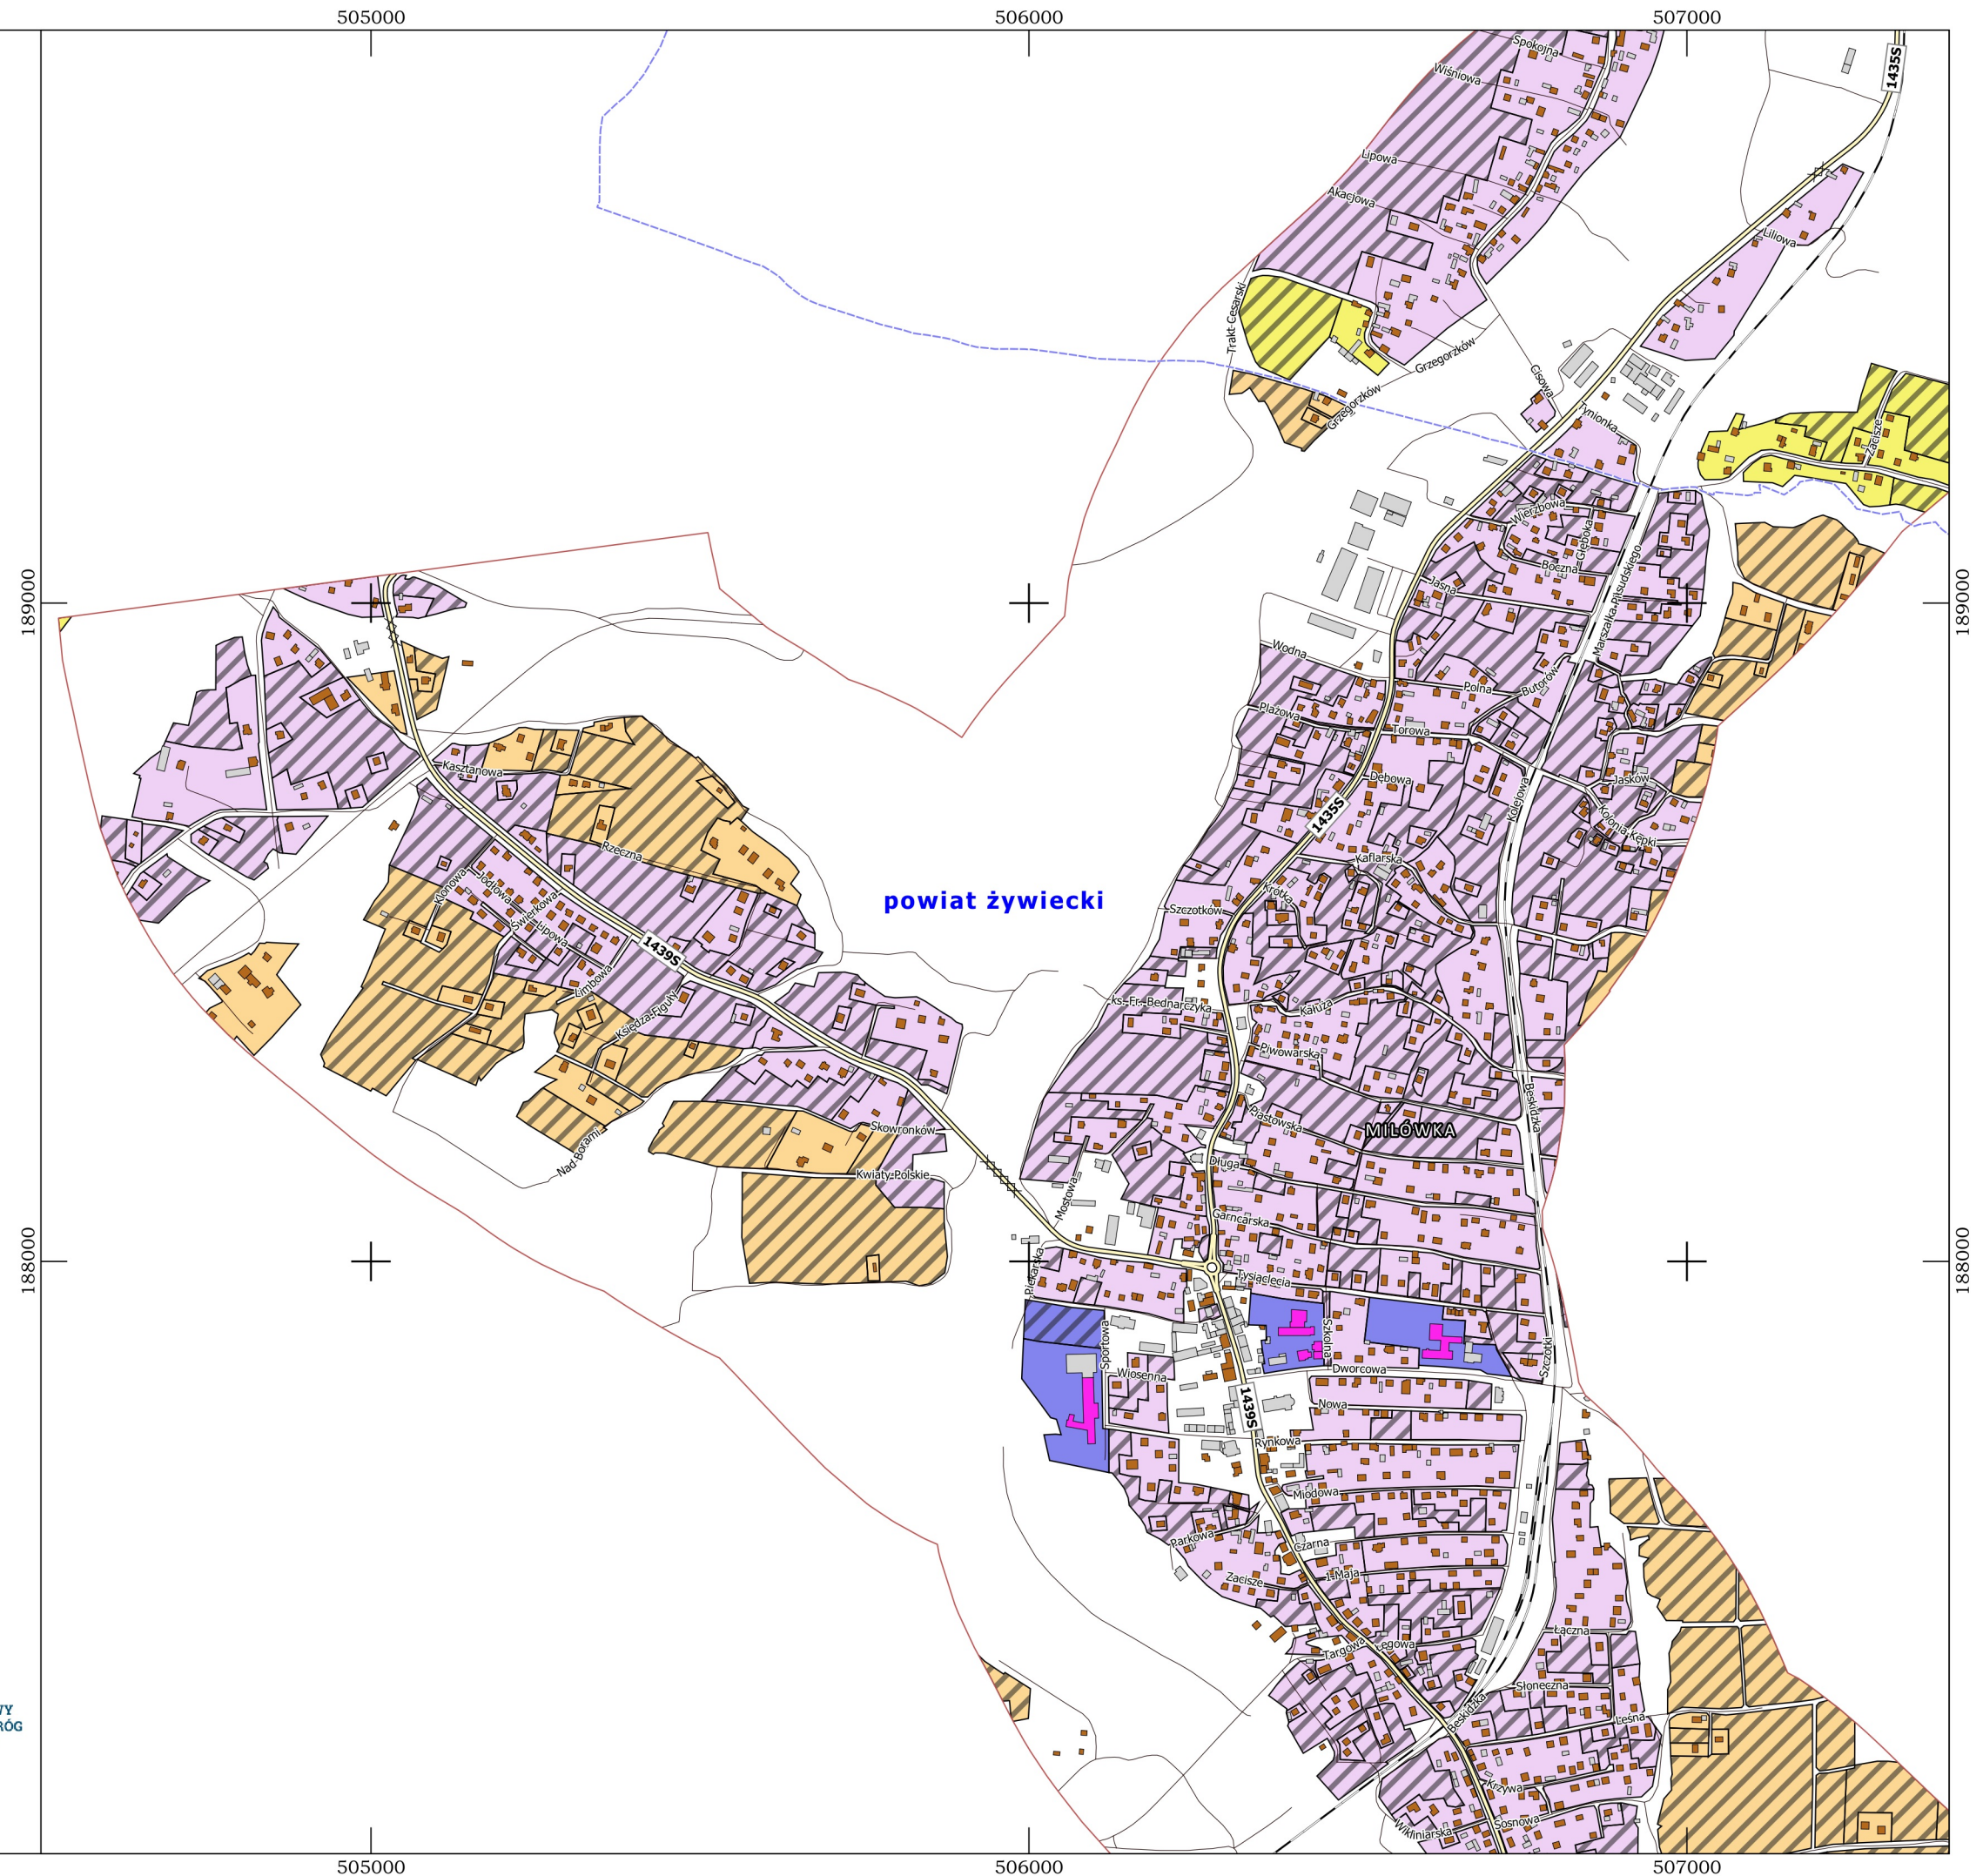 505000
506000
507000
1435S
Spokojna
Wiśniowa
Lipowa
Akacjowa
Liliowa
Trakt Cesarski
Grzegorzków
Grzegorzków
Cisowa
Tynionka
Zacisze
Wierzbowa
Głęboka
Boczna
Jasna
Marszałka Piłsudskiego
189000
189000
Wodna
Polna
Butorów
Plażowa
Torowa
Kasztanowa
Dębowa
Jasków
Kolejowa
1435S
Kolonia Kępki
Rzeczna
Kaflarska
Klonowa
Jodłowa
Krótka
powiat żywiecki
Świerkowa
Szczotków
Lipowa
1439S
Limbowa
Księdza Figuły
ks. Fr. Bednarczyka
Kałuża
Piwowarska
Beskidzka
Piastowska
Skowronków
MILÓWKA
Nad Borami
Długa
Kwiaty Polskie
Mostowa
Garncarska
188000
188000
Piekarska
Tysiąclecia
Sportowa
Szkolna
Szczotki
Dworcowa
Wiosenna
1439S
Nowa
Rynkowa
Miodowa
Parkowa
Czarna
1 Maja
Zacisze
Łączna
Targowa
Łęgowa
Słoneczna
Beskidzka
Leśna
WY
RÓG
Krzywa
Sosnowa
Wikliniarska
505000
506000
507000